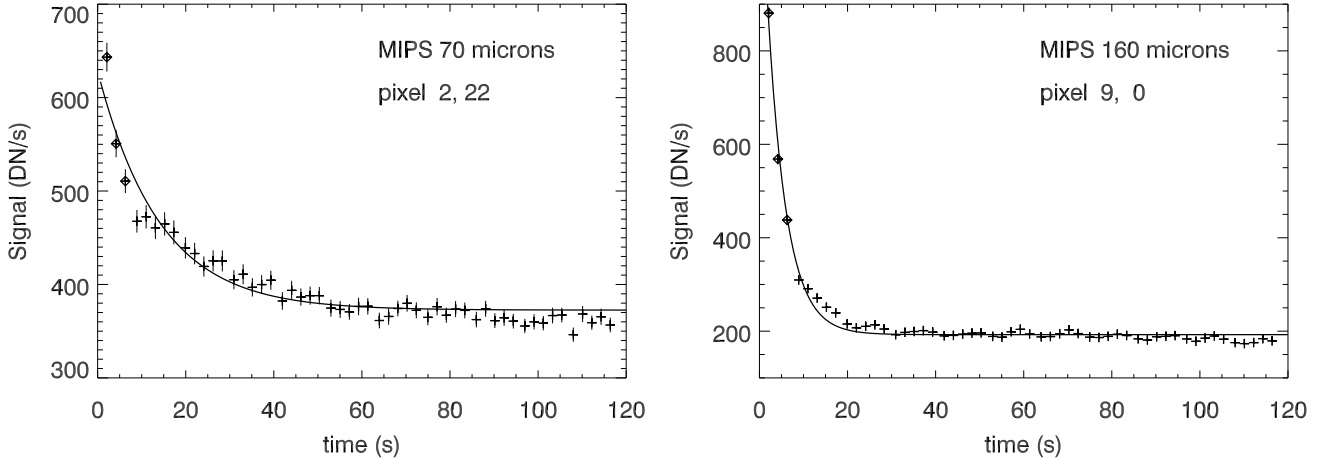 700
600
500
400
300
Signal (DN/s)
MIPS 70 microns
pixel 2, 22
0 20 40 60 80 100 120
time (s)
800
600
400
200
Signal (DN/s)
MIPS 160 microns
pixel 9, 0
0 20 40 60 80 100 120
time (s)